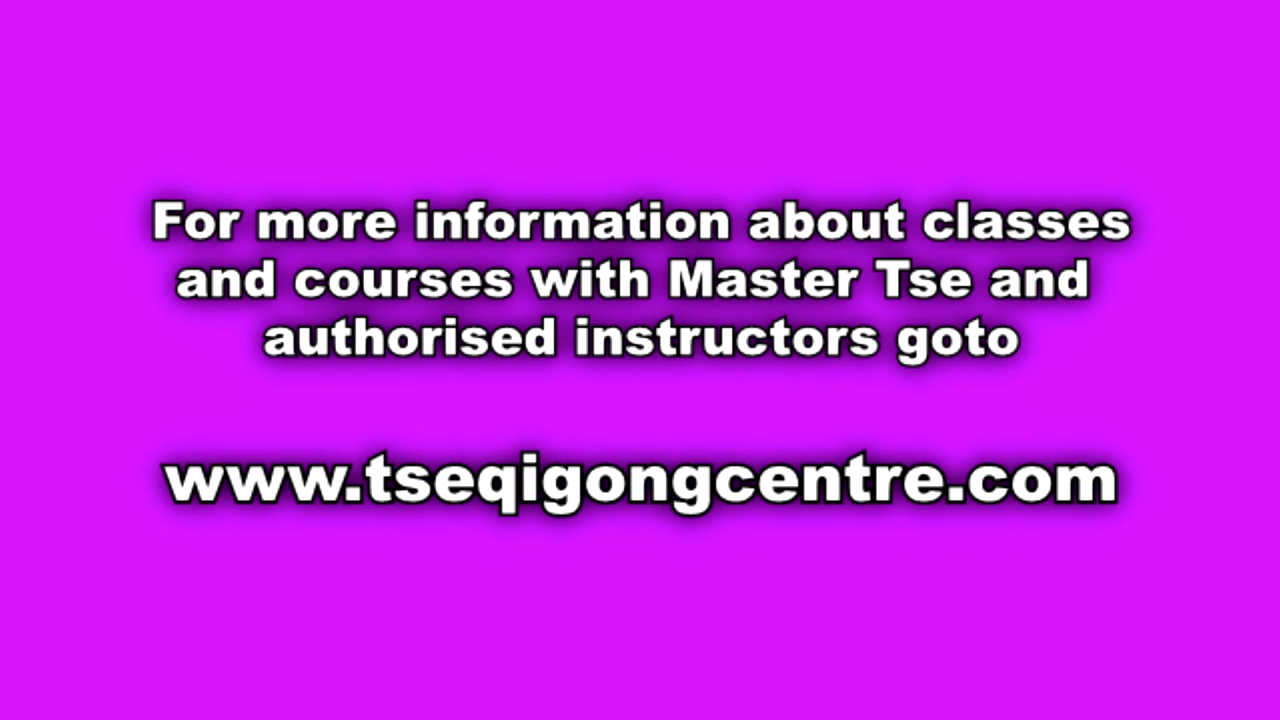 For more information about classes
and courses with Master Tse and
authorised instructors goto
www.tseqigongcentre.com